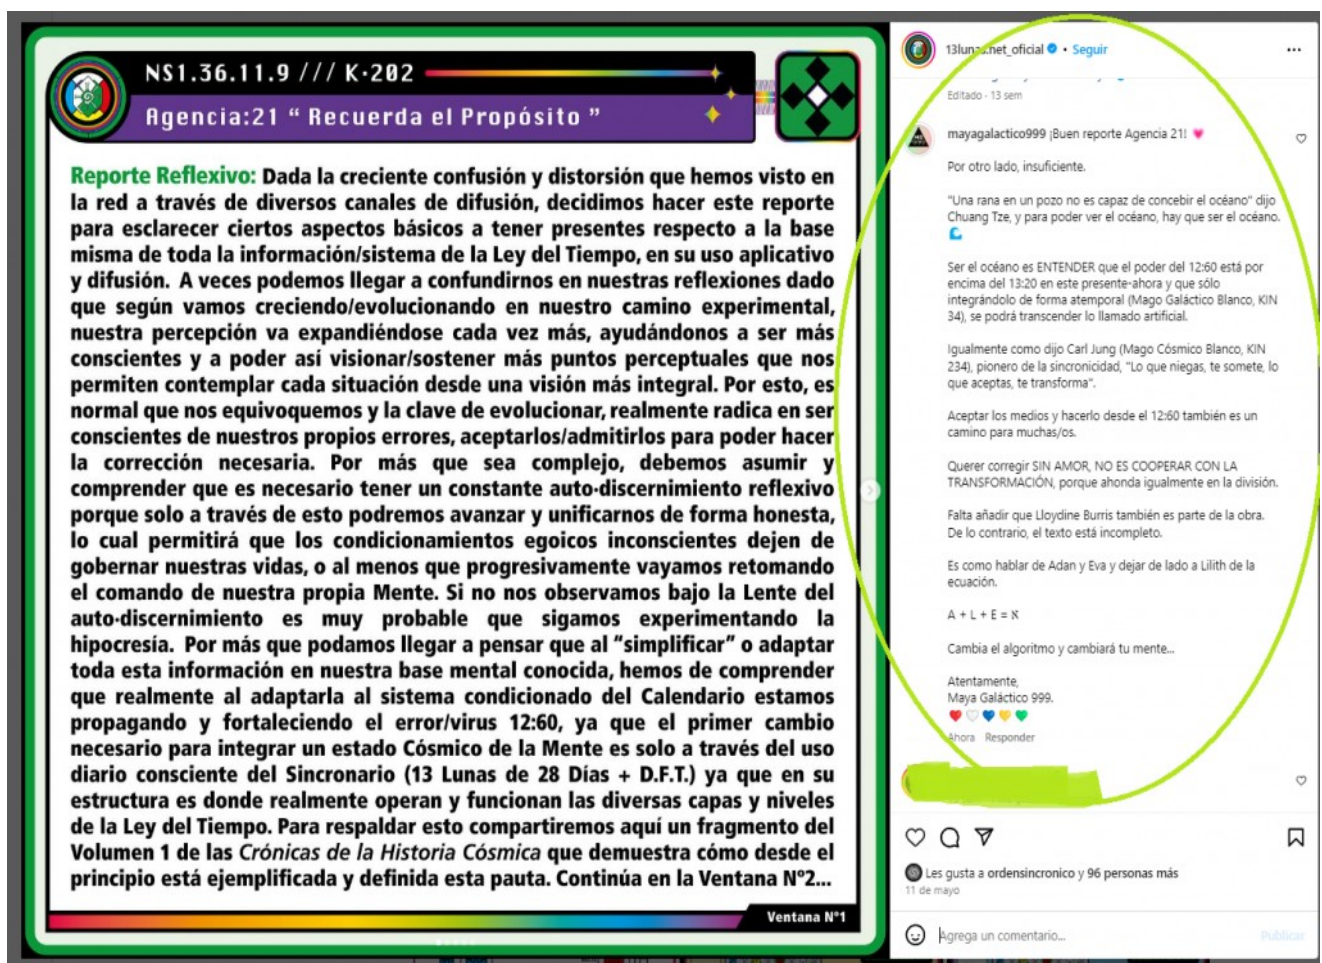 NS1.36.11.9 /// K·202
Agencia:21 “ Recuerda el Propósito ”
Reporte Reflexivo: Dada la creciente confusión y distorsión que hemos visto en
la red a través de diversos canales de difusión, decidimos hacer este reporte
para esclarecer ciertos aspectos básicos a tener presentes respecto a la base
misma de toda la información/sistema de la Ley del Tiempo, en su uso aplicativo
y difusión. A veces podemos llegar a confundirnos en nuestras reflexiones dado
que según vamos creciendo/evolucionando en nuestro camino experimental,
nuestra percepción va expandiéndose cada vez más, ayudándonos a ser más
conscientes y a poder así visionar/sostener más puntos perceptuales que nos
permiten contemplar cada situación desde una visión más integral. Por esto, es
normal que nos equivoquemos y la clave de evolucionar, realmente radica en ser
conscientes de nuestros propios errores, aceptarlos/admitirlos para poder hacer
la corrección necesaria. Por más que sea complejo, debemos asumir y
comprender que es necesario tener un constante auto-discernimiento reflexivo
porque solo a través de esto podremos avanzar y unificarnos de forma honesta,
lo cual permitirá que los condicionamientos egoicos inconscientes dejen de
gobernar nuestras vidas, o al menos que progresivamente vayamos retomando
el comando de nuestra propia Mente. Si no nos observamos bajo la Lente del
auto-discernimiento es muy probable que sigamos experimentando la
hipocresía. Por más que podamos llegar a pensar que al “simplificar” o adaptar
toda esta información en nuestra base mental conocida, hemos de comprender
que realmente al adaptarla al sistema condicionado del Calendario estamos
propagando y fortaleciendo el error/virus 12:60, ya que el primer cambio
necesario para integrar un estado Cósmico de la Mente es solo a través del uso
diario consciente del Sincronario (13 Lunas de 28 Días + D.F.T.) ya que en su
estructura es donde realmente operan y funcionan las diversas capas y niveles
de la Ley del Tiempo. Para respaldar esto compartiremos aquí un fragmento del
Volumen 1 de las Crónicas de la Historia Cósmica que demuestra cómo desde el
principio está ejemplificada y definida esta pauta. Continúa en la Ventana Nº2...
Ventana Nº1
13lunas.net_oficial • Seguir
Editado · 13 sem
mayagalactico999 ¡Buen reporte Agencia 21! 💗
Por otro lado, insuficiente.
"Una rana en un pozo no es capaz de concebir el océano" dijo
Chuang Tze, y para poder ver el océano, hay que ser el océano.
🌊
Ser el océano es ENTENDER que el poder del 12:60 está por
encima del 13:20 en este presente-ahora y que sólo
integrándolo de forma atemporal (Mago Galáctico Blanco, KIN
34), se podrá transcender lo llamado artificial.
Igualmente como dijo Carl Jung (Mago Cósmico Blanco, KIN
234), pionero de la sincronicidad, "Lo que niegas, te somete, lo
que aceptas, te transforma".
Aceptar los medios y hacerlo desde el 12:60 también es un
camino para muchas/os.
Querer corregir SIN AMOR, NO ES COOPERAR CON LA
TRANSFORMACIÓN, porque ahonda igualmente en la división.
Falta añadir que Lloydine Burris también es parte de la obra.
De lo contrario, el texto está incompleto.
Es como hablar de Adan y Eva y dejar de lado a Lilith de la
ecuación.
A + L + E = ℵ
Cambia el algoritmo y cambiará tu mente...
Atentamente,
Maya Galáctico 999.
❤️🤍💙💛💚
Ahora Responder
Les gusta a ordensincronico y 96 personas más
11 de mayo
Agrega un comentario... Publicar